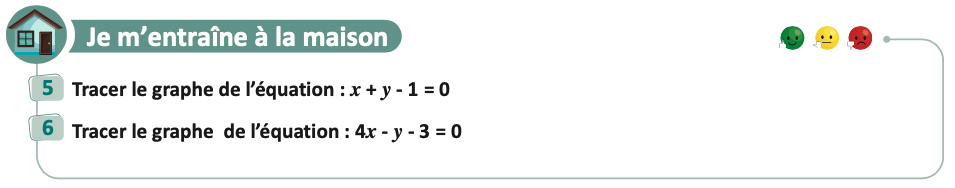 Je m'entraîne à la maison
5 Tracer le graphe de l'équation : x + y - 1 = 0
6 Tracer le graphe de l'équation : 4x - y - 3 = 0